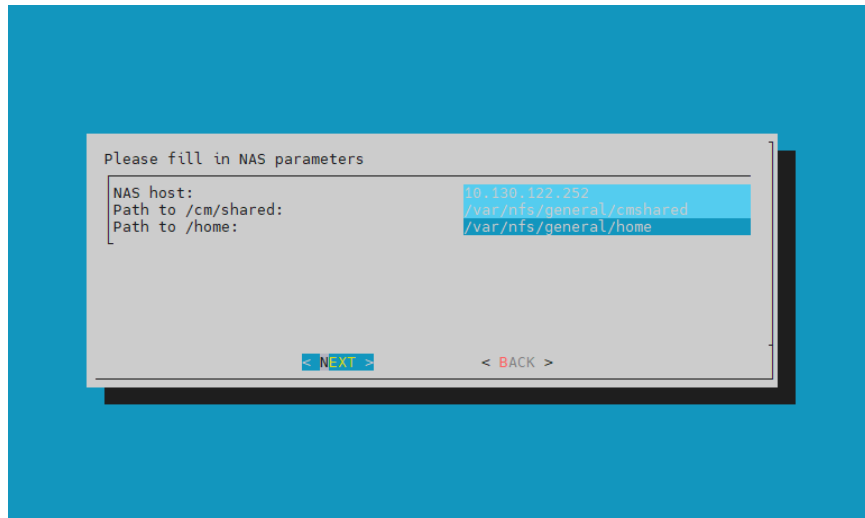 Please fill in NAS parameters
NAS host: 10.130.122.252
Path to /cm/shared: /var/nfs/general/cmshared
Path to /home: /var/nfs/general/home
< NEXT > < BACK >